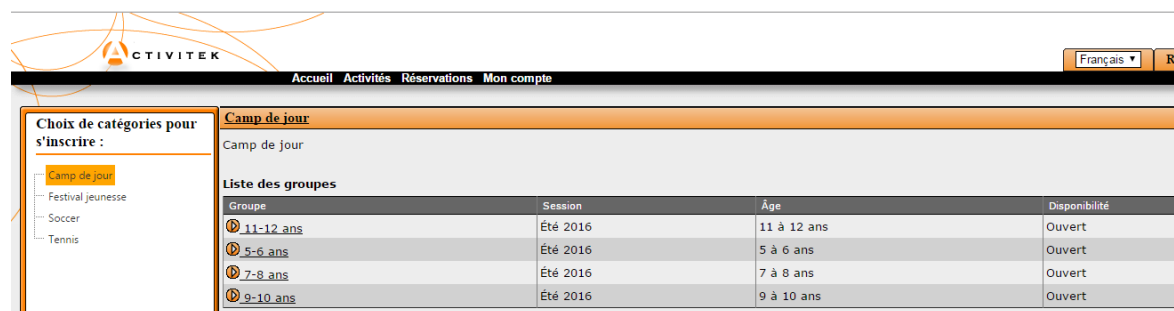 ACTIVITEK
Français
R
Accueil Activités Réservations Mon compte
Choix de catégories pour
s'inscrire :
Camp de jour
Festival jeunesse
Soccer
Tennis
Camp de jour
Camp de jour
Liste des groupes
Groupe Session Âge Disponibilité
11-12 ans Été 2016 11 à 12 ans Ouvert
5-6 ans Été 2016 5 à 6 ans Ouvert
7-8 ans Été 2016 7 à 8 ans Ouvert
9-10 ans Été 2016 9 à 10 ans Ouvert